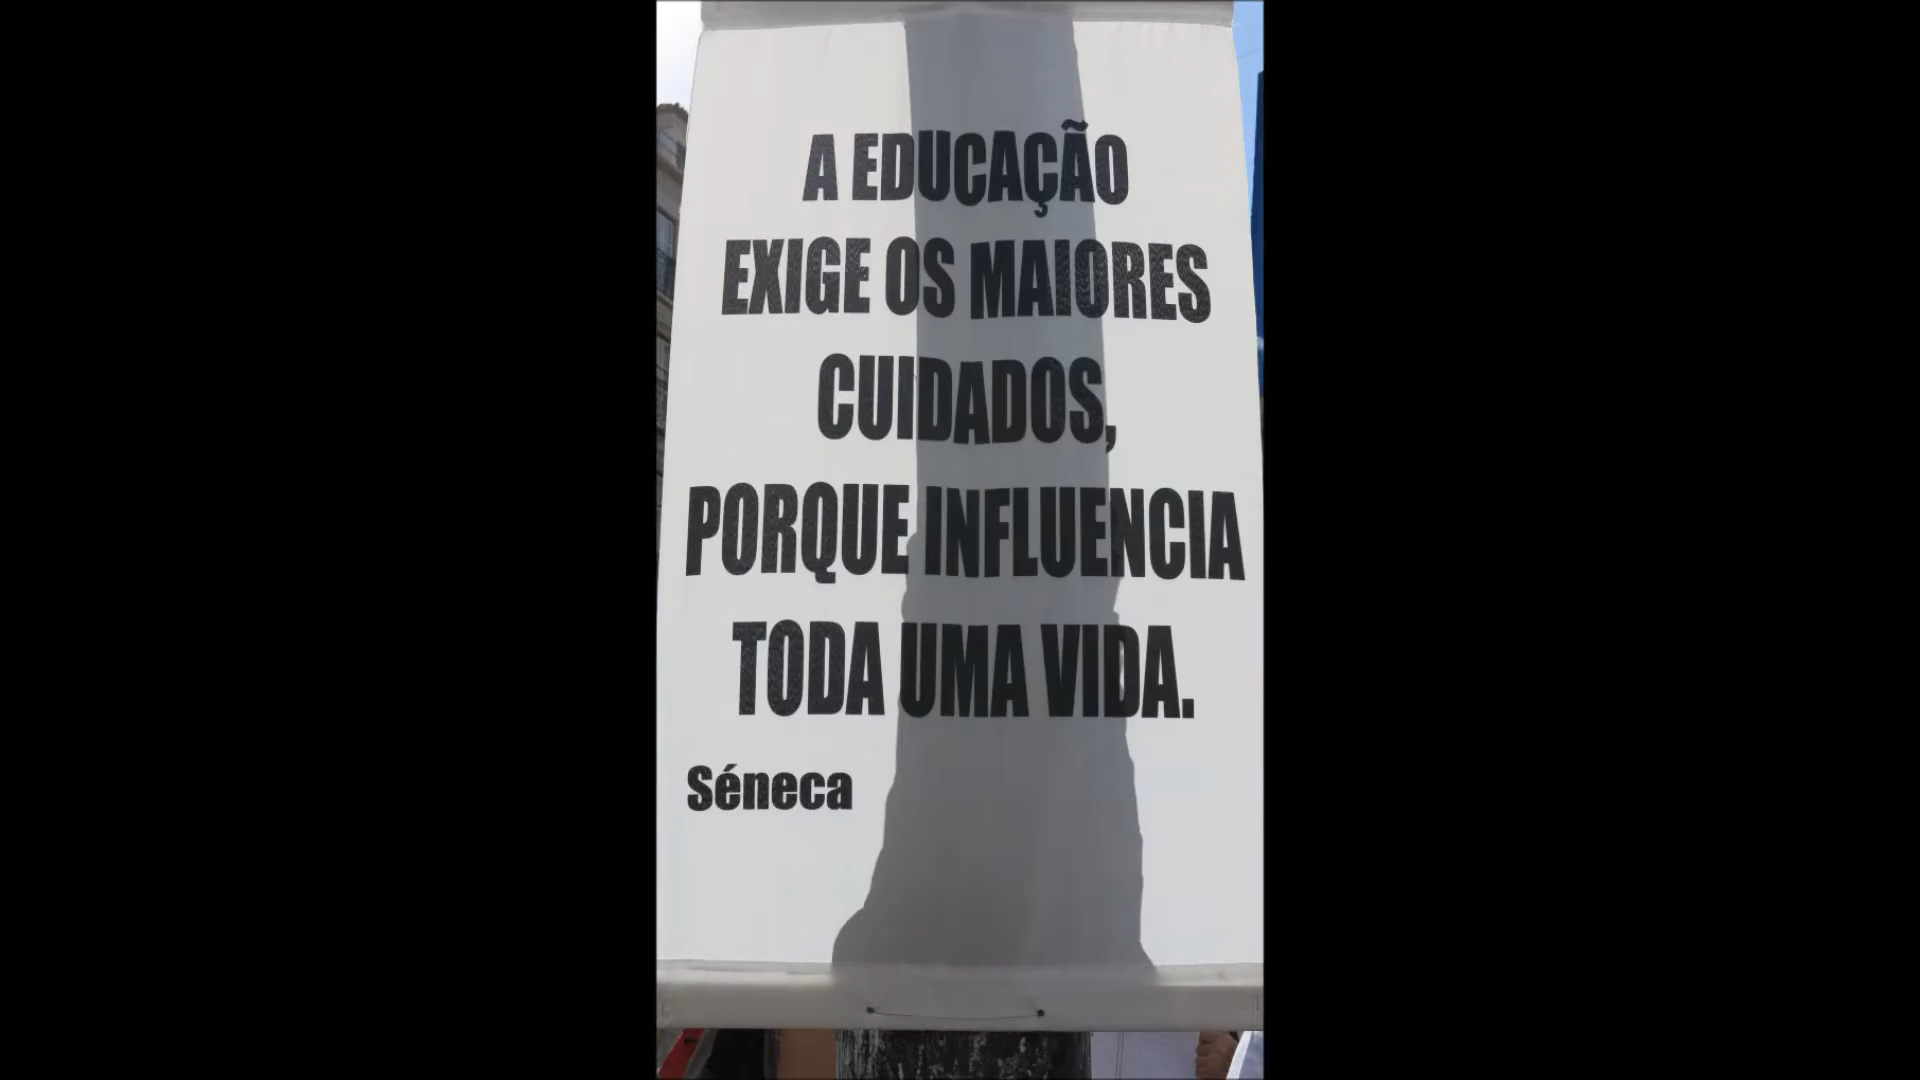 A EDUCAÇÃO
EXIGE OS MAIORES
CUIDADOS,
PORQUE INFLUENCIA
TODA UMA VIDA.
Séneca